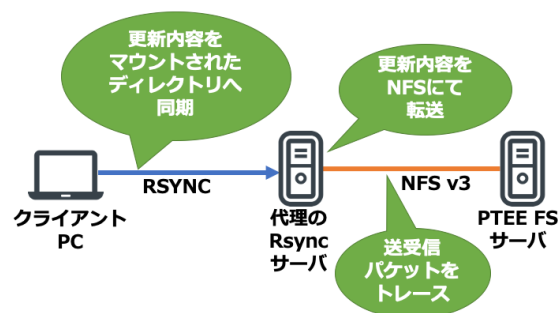 更新内容を
マウントされた
ディレクトリへ
同期
更新内容を
NFSにて
転送
RSYNC
NFS v3
クライアント
PC
代理の
Rsync
サーバ
PTEE FS
サーバ
送受信
パケットを
トレース